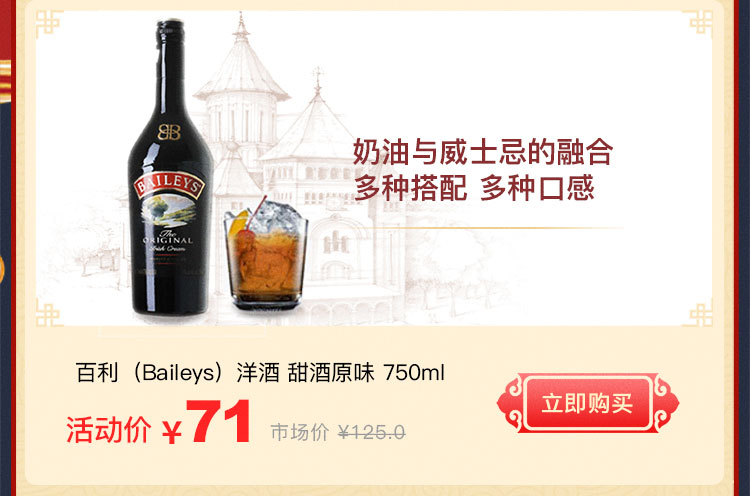 BAILEYS
The
ORIGINAL
Irish Cream
奶油与威士忌的融合
多种搭配 多种口感
百利（Baileys）洋酒 甜酒原味 750ml
活动价 ¥71 市场价 ¥125.0
立即购买